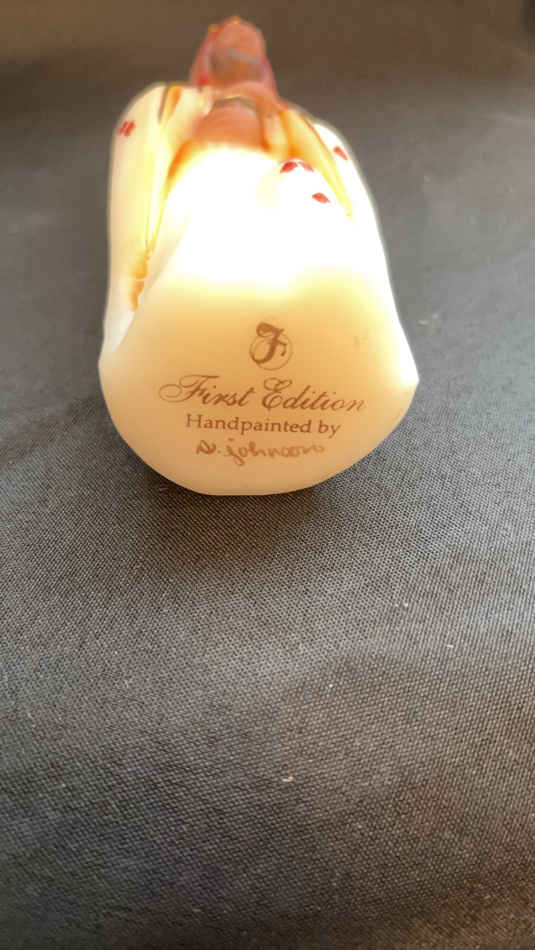 F
First Edition
Handpainted by
S. Johnson